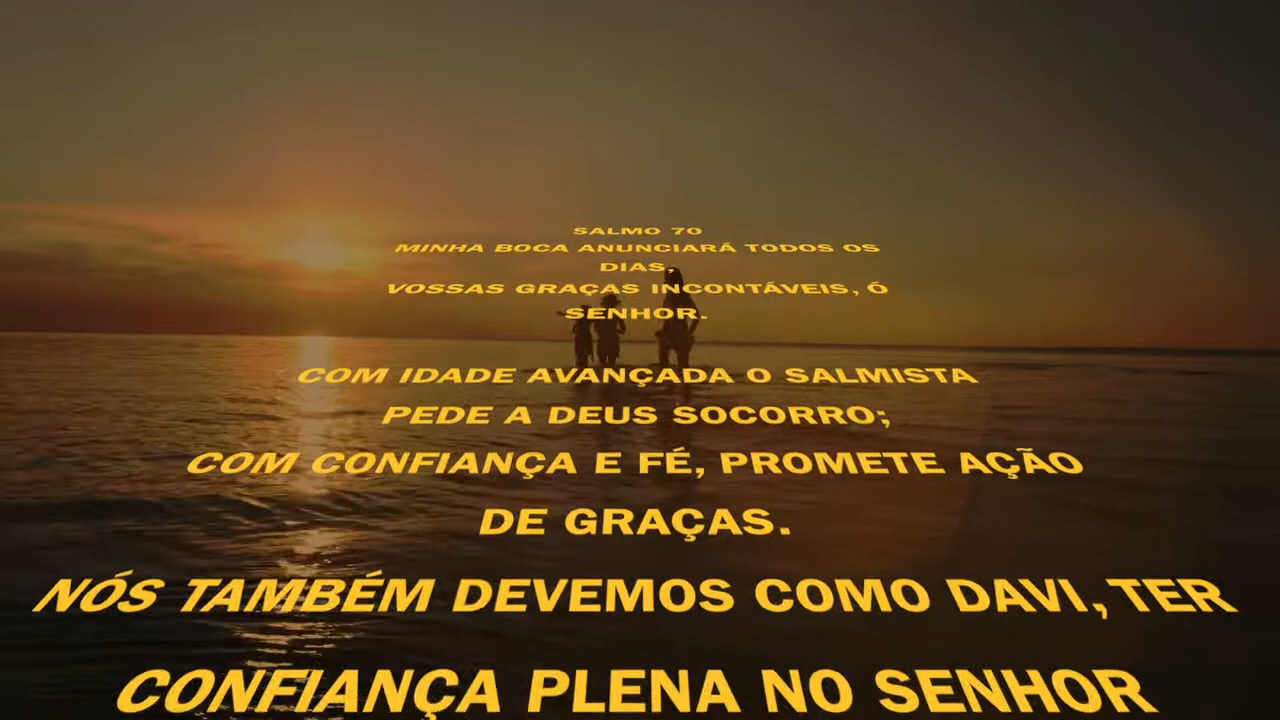 SALMO 70
MINHA BOCA ANUNCIARÁ TODOS OS
DIAS,
VOSSAS GRAÇAS INCONTÁVEIS, Ó
SENHOR.
COM IDADE AVANÇADA O SALMISTA
PEDE A DEUS SOCORRO;
COM CONFIANÇA E FÉ, PROMETE AÇÃO
DE GRAÇAS.
NÓS TAMBÉM DEVEMOS COMO DAVI, TER
CONFIANÇA PLENA NO SENHOR